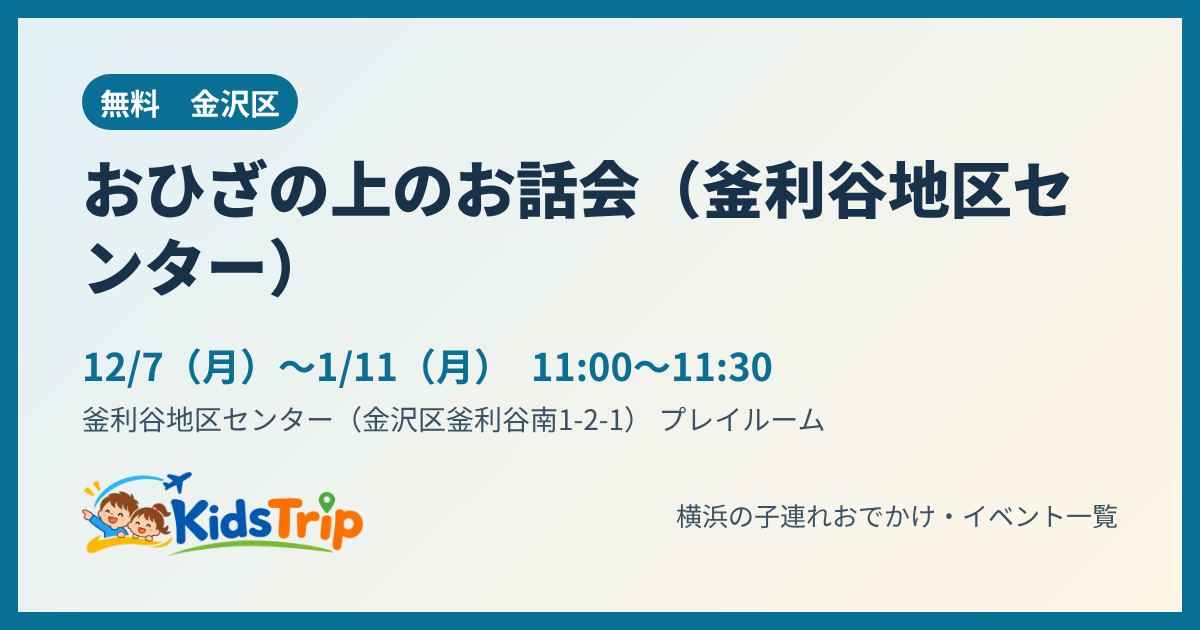 無料　金沢区
おひざの上のお話会（釜利谷地区セ
ンター）
12/7（月）〜1/11（月）　11:00〜11:30
釜利谷地区センター（金沢区釜利谷南1-2-1） プレイルーム
KidsTrip
横浜の子連れおでかけ・イベント一覧